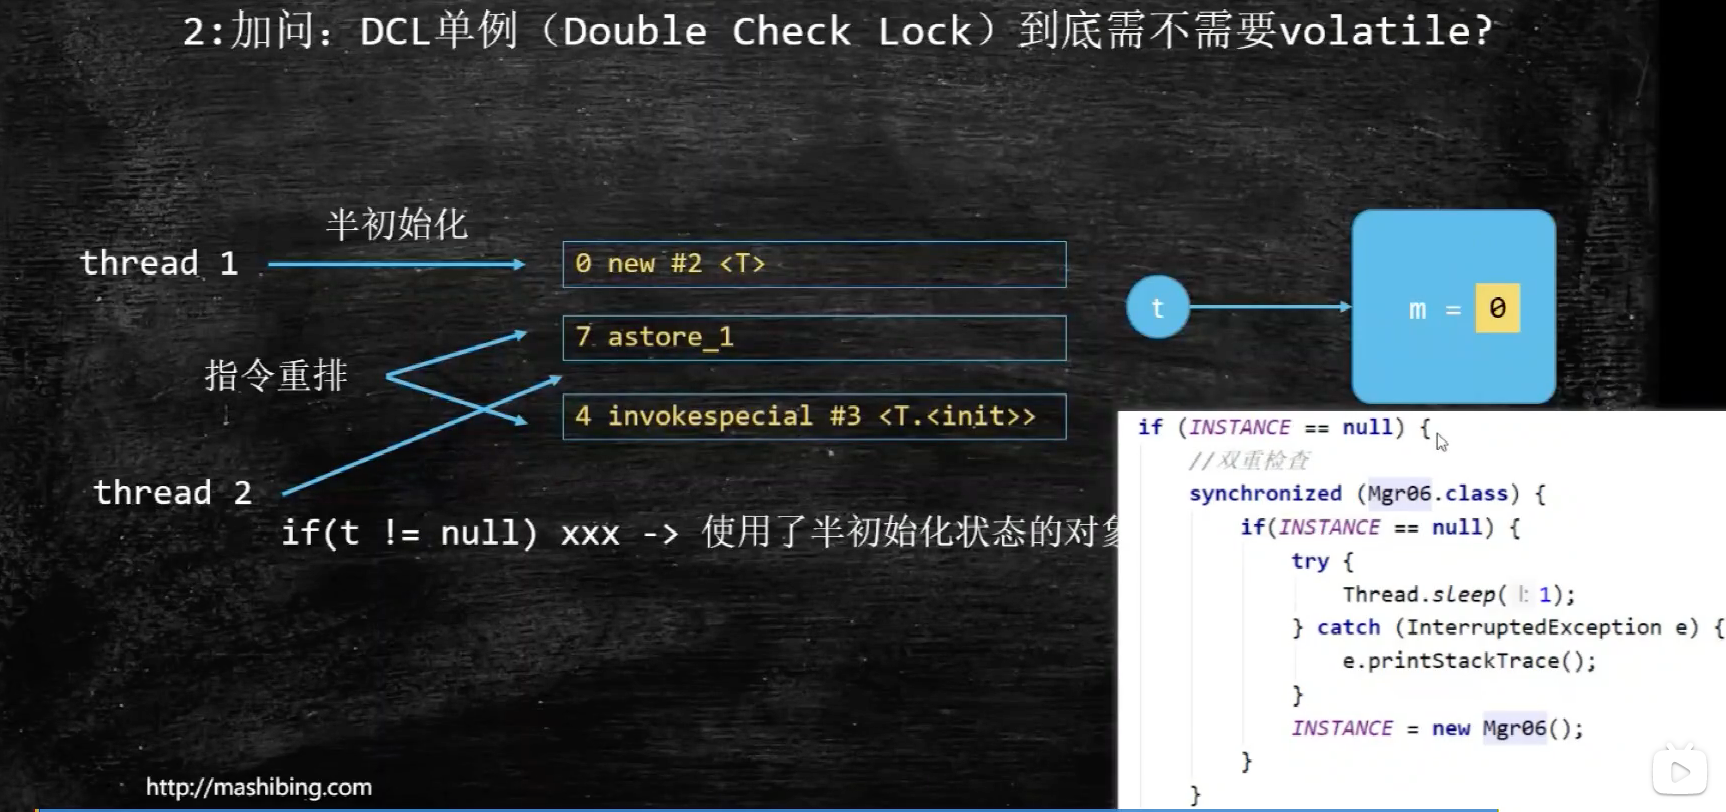 2:加问: DCL单例（Double Check Lock）到底需不需要volatile?
半初始化
thread 1
0 new #2 <T>
t
m = 0
7 astore_1
指令重排
4 invokespecial #3 <T.<init>>
thread 2
if(t != null) xxx -> 使用了半初始化状态的对
if (INSTANCE == null) {
//双重检查
synchronized (Mgr06.class) {
if(INSTANCE == null) {
try {
Thread.sleep( l: 1);
} catch (InterruptedException e) {
e.printStackTrace();
}
INSTANCE = new Mgr06();
}
}
http://mashibing.com